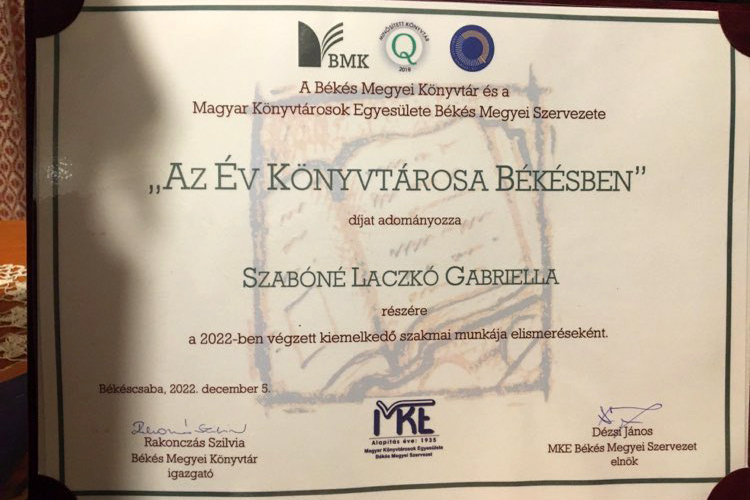 BMK
MINŐSÍTETT KÖNYVTÁR
Q
2018
A Békés Megyei Könyvtár és a
Magyar Könyvtárosok Egyesülete Békés Megyei Szervezete
„Az Év Könyvtárosa Békésben”
díjat adományozza
Szabóné Laczkó Gabriella
részére
a 2022-ben végzett kiemelkedő szakmai munkája elismeréseként.
Békéscsaba, 2022. december 5.
Rakonczás Szilvia
Békés Megyei Könyvtár
igazgató
MKE
Alapítás éve: 1935
Magyar Könyvtárosok Egyesülete
Békés Megyei Szervezet
Dézsi János
MKE Békés Megyei Szervezet
elnök